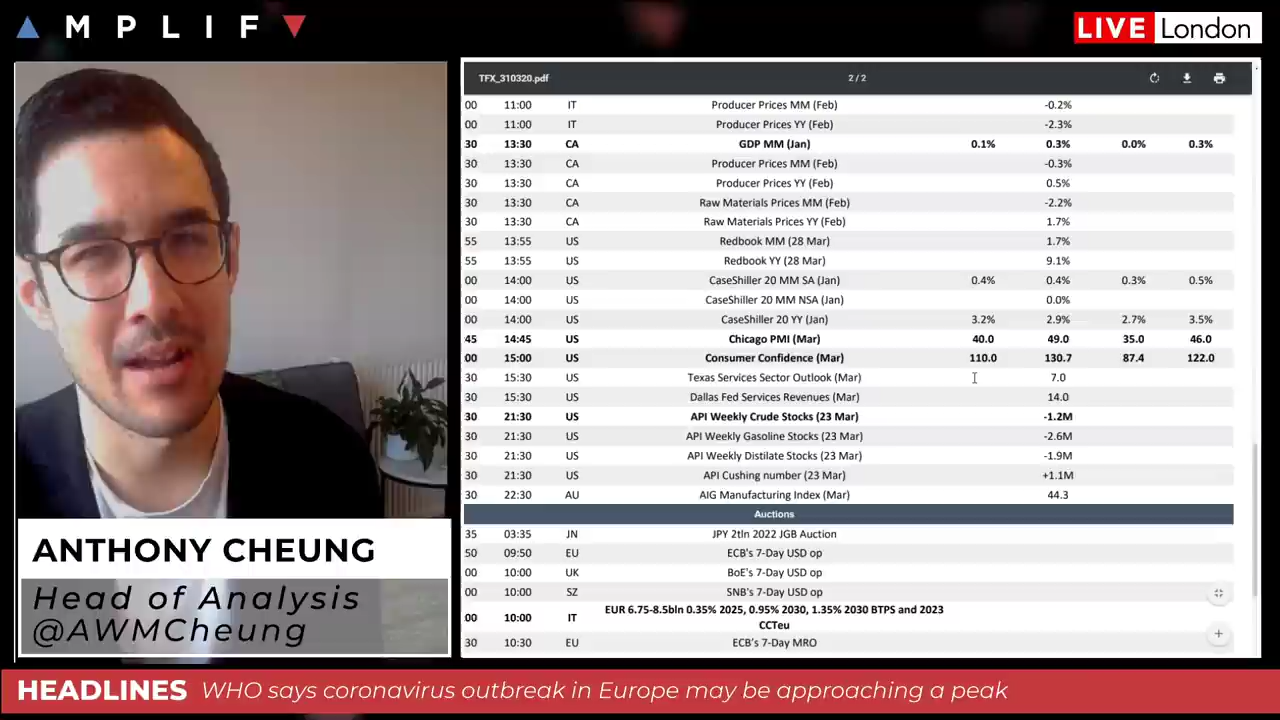 ▲ M P L I F ▼
LIVE London
TFX_310320.pdf 2 / 2
00 11:00 IT Producer Prices MM (Feb) -0.2%
00 11:00 IT Producer Prices YY (Feb) -2.3%
30 13:30 CA GDP MM (Jan) 0.1% 0.3% 0.0% 0.3%
30 13:30 CA Producer Prices MM (Feb) -0.3%
30 13:30 CA Producer Prices YY (Feb) 0.5%
30 13:30 CA Raw Materials Prices MM (Feb) -2.2%
30 13:30 CA Raw Materials Prices YY (Feb) 1.7%
55 13:55 US Redbook MM (28 Mar) 1.7%
55 13:55 US Redbook YY (28 Mar) 9.1%
00 14:00 US CaseShiller 20 MM SA (Jan) 0.4% 0.4% 0.3% 0.5%
00 14:00 US CaseShiller 20 MM NSA (Jan) 0.0%
00 14:00 US CaseShiller 20 YY (Jan) 3.2% 2.9% 2.7% 3.5%
45 14:45 US Chicago PMI (Mar) 40.0 49.0 35.0 46.0
00 15:00 US Consumer Confidence (Mar) 110.0 130.7 87.4 122.0
30 15:30 US Texas Services Sector Outlook (Mar) 7.0
30 15:30 US Dallas Fed Services Revenues (Mar) 14.0
30 21:30 US API Weekly Crude Stocks (23 Mar) -1.2M
30 21:30 US API Weekly Gasoline Stocks (23 Mar) -2.6M
30 21:30 US API Weekly Distilate Stocks (23 Mar) -1.9M
30 21:30 US API Cushing number (23 Mar) +1.1M
30 22:30 AU AIG Manufacturing Index (Mar) 44.3
Auctions
35 03:35 JN JPY 2tln 2022 JGB Auction
50 09:50 EU ECB's 7-Day USD op
00 10:00 UK BoE's 7-Day USD op
00 10:00 SZ SNB's 7-Day USD op
00 10:00 IT EUR 6.75-8.5bln 0.35% 2025, 0.95% 2030, 1.35% 2030 BTPS and 2023
CCTeu
30 10:30 EU ECB's 7-Day MRO
ANTHONY CHEUNG
Head of Analysis
@AWMCheung
HEADLINES WHO says coronavirus outbreak in Europe may be approaching a peak